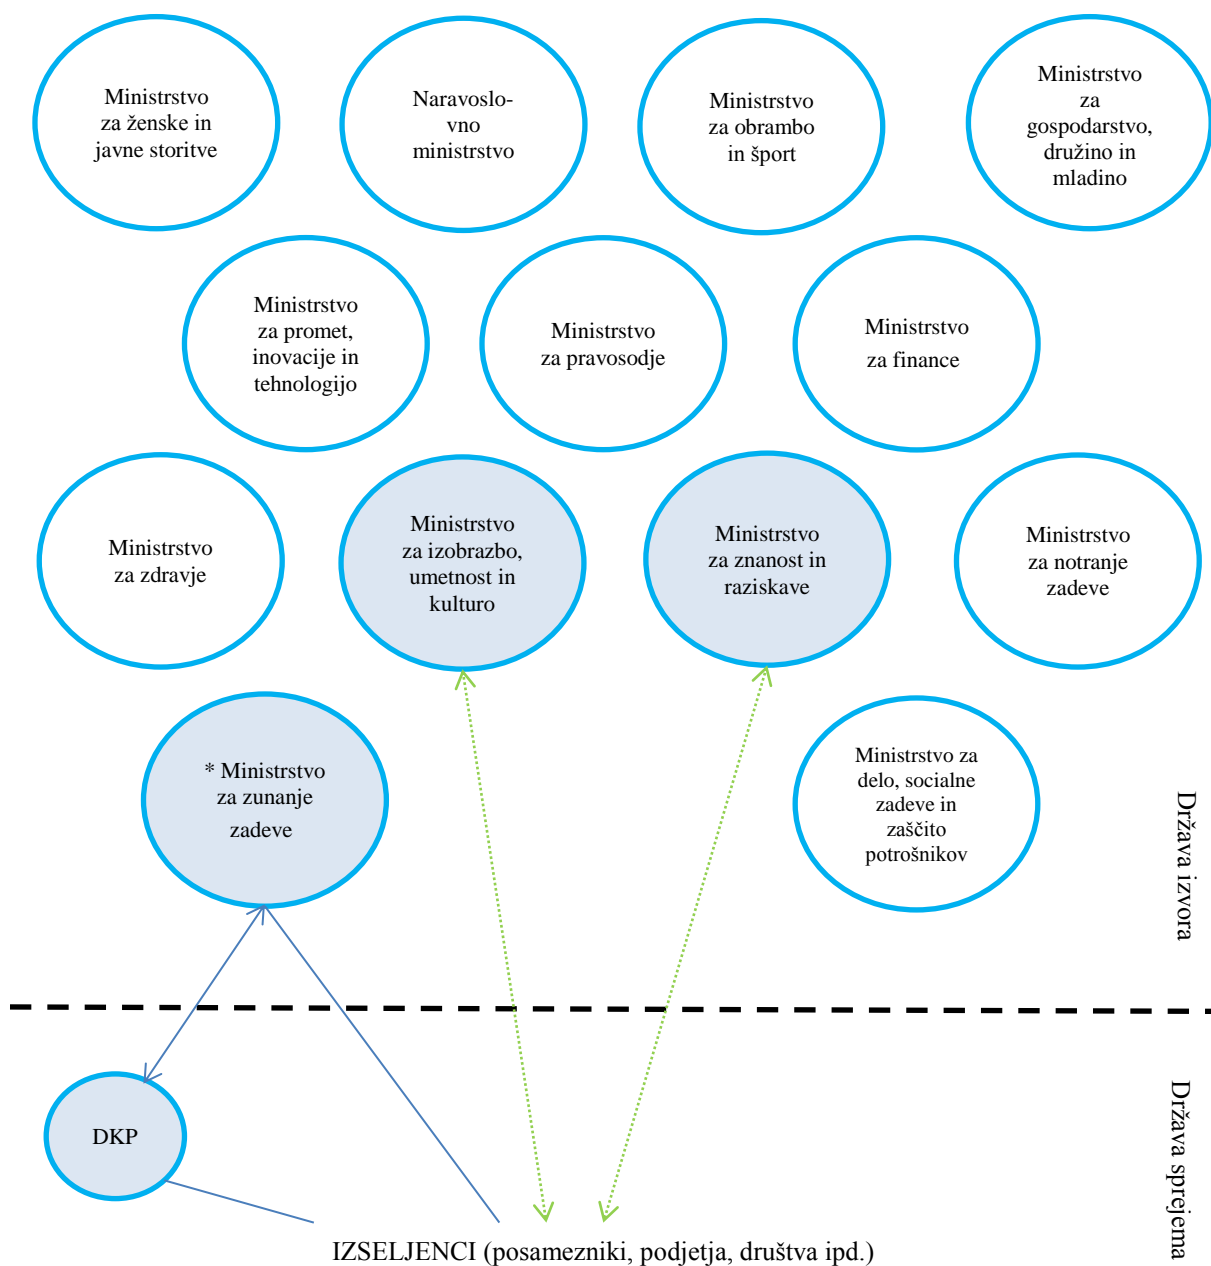 Ministrstvo
za ženske in
javne storitve
Naravoslo-
vno
ministrstvo
Ministrstvo
za obrambo
in šport
Ministrstvo
za
gospodarstvo,
družino in
mladino
Ministrstvo
za promet,
inovacije in
tehnologijo
Ministrstvo
za pravosodje
Ministrstvo
za finance
Ministrstvo
za zdravje
Ministrstvo
za izobrazbo,
umetnost in
kulturo
Ministrstvo
za znanost in
raziskave
Ministrstvo
za notranje
zadeve
* Ministrstvo
za zunanje
zadeve
Ministrstvo za
delo, socialne
zadeve in
zaščito
potrošnikov
Država izvora
DKP
Država sprejema
IZSELJENCI (posamezniki, podjetja, društva ipd.)